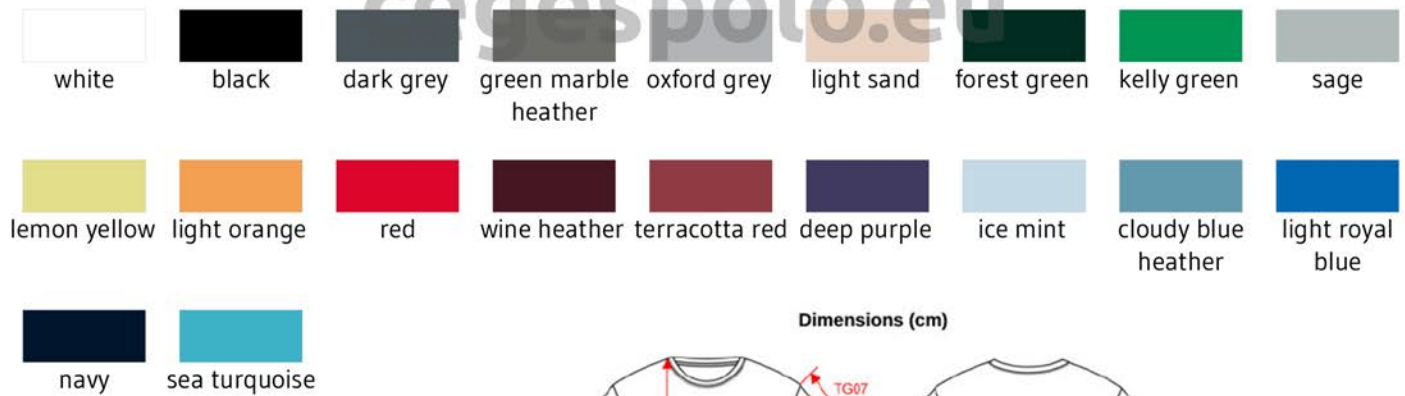 cegespolo.eu
white black dark grey green marble heather oxford grey light sand forest green kelly green sage
lemon yellow light orange red wine heather terracotta red deep purple ice mint cloudy blue heather light royal blue
navy sea turquoise
Dimensions (cm)
TG07